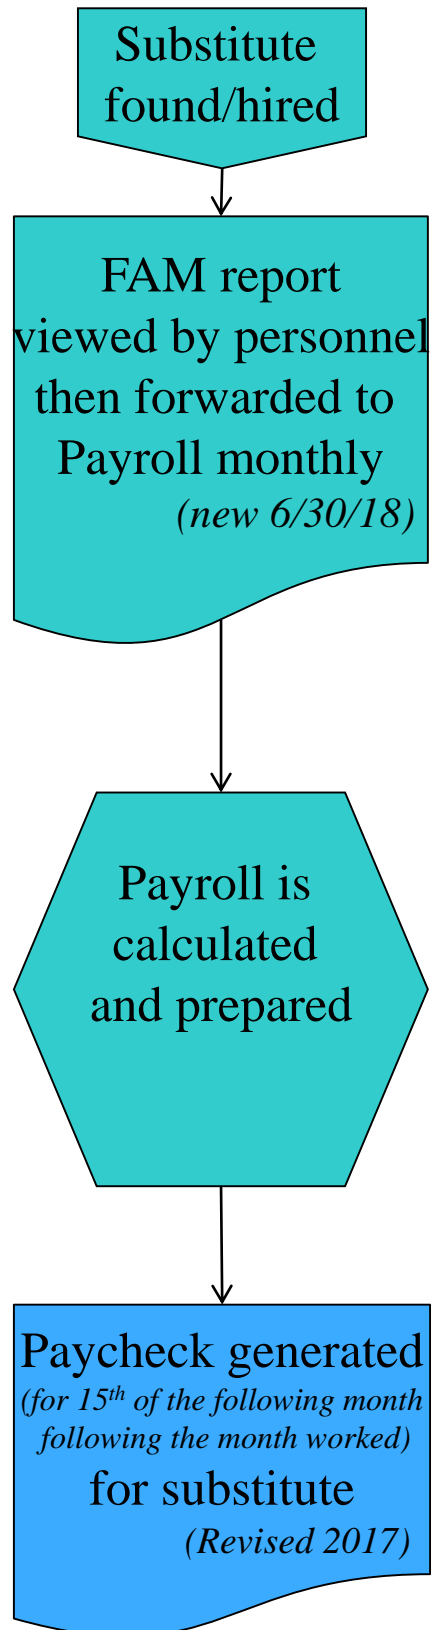 Substitute
found/hired
FAM report
viewed by personnel
then forwarded to
Payroll monthly
(new 6/30/18)
Payroll is
calculated
and prepared
Paycheck generated
(for 15th of the following month
following the month worked)
for substitute
(Revised 2017)